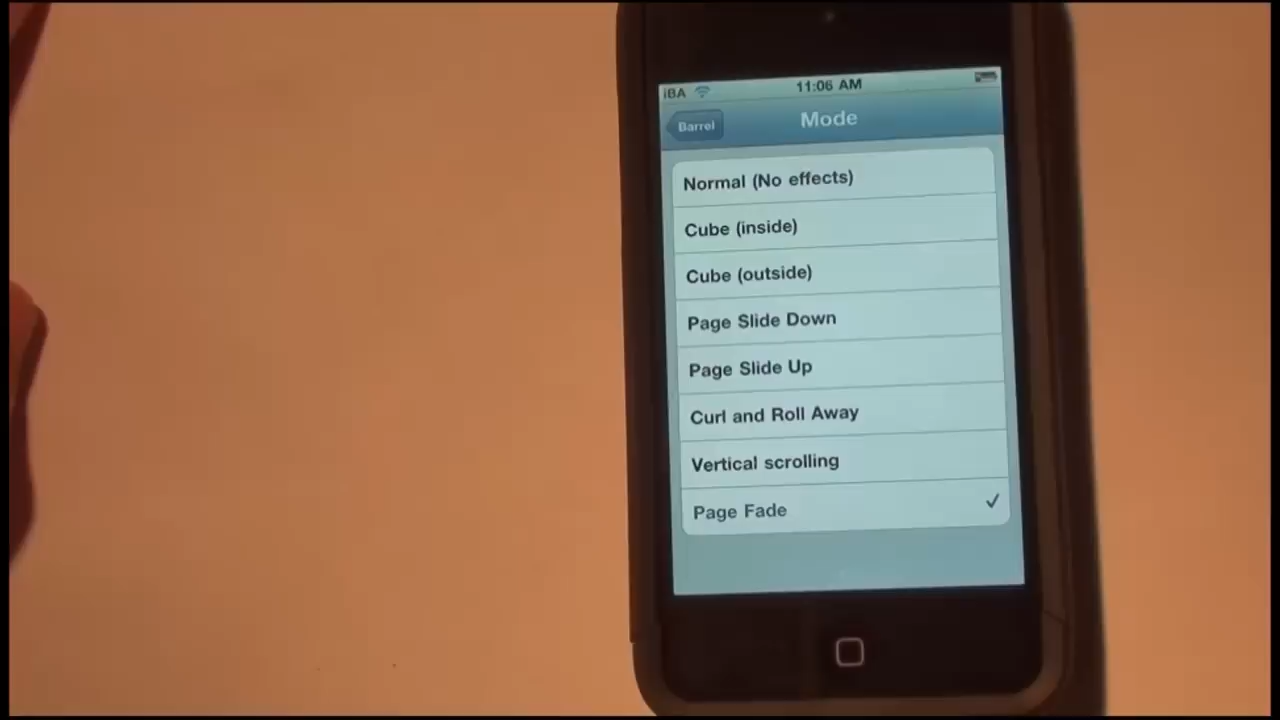 iBA 11:06 AM
Barrel Mode
Normal (No effects)
Cube (inside)
Cube (outside)
Page Slide Down
Page Slide Up
Curl and Roll Away
Vertical scrolling
Page Fade